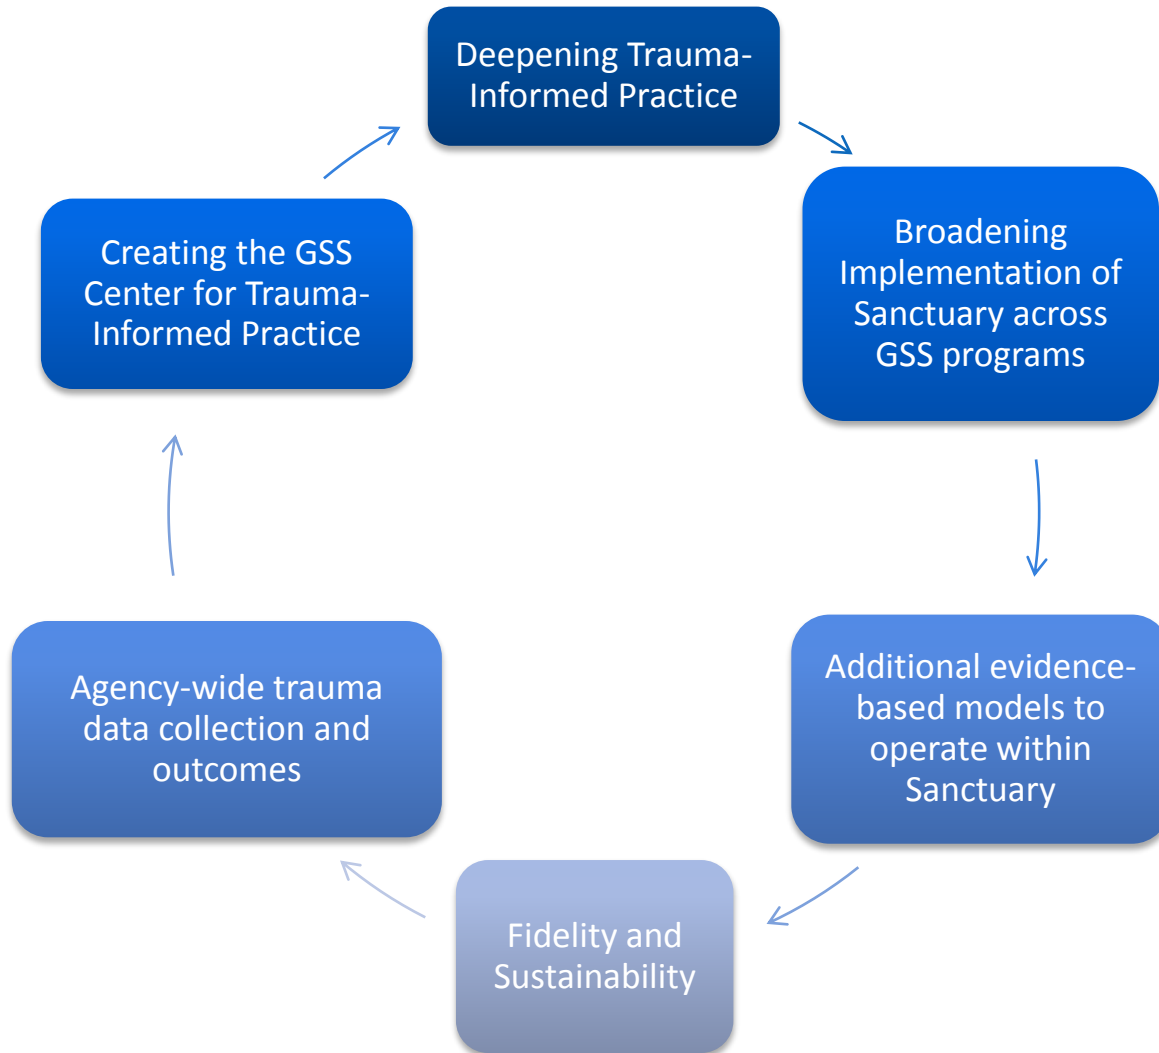 Deepening Trauma-
Informed Practice
Broadening
Implementation of
Sanctuary across
GSS programs
Additional evidence-
based models to
operate within
Sanctuary
Fidelity and
Sustainability
Agency-wide trauma
data collection and
outcomes
Creating the GSS
Center for Trauma-
Informed Practice